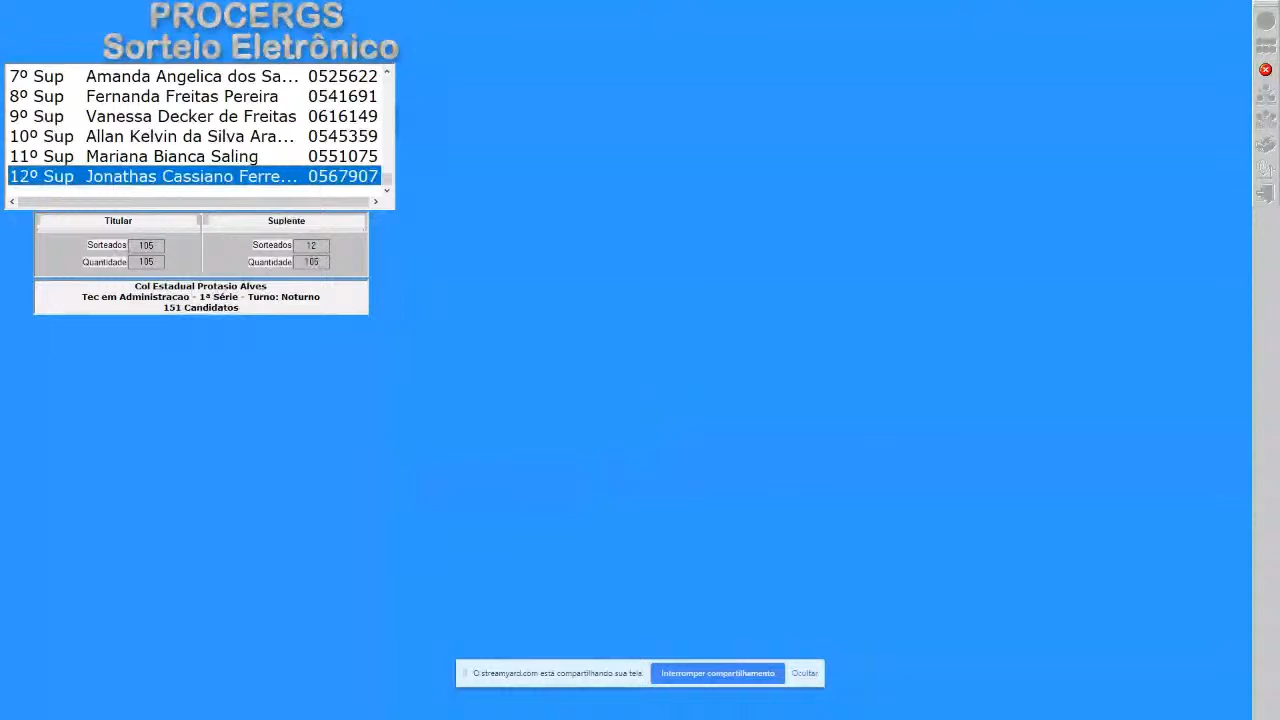 PROCERGS
Sorteio Eletrônico
7º Sup Amanda Angelica dos Sa... 0525622
8º Sup Fernanda Freitas Pereira 0541691
9º Sup Vanessa Decker de Freitas 0616149
10º Sup Allan Kelvin da Silva Ara... 0545359
11º Sup Mariana Bianca Saling 0551075
12º Sup Jonathas Cassiano Ferre... 0567907
Titular Suplente
Sorteados 105 Sorteados 12
Quantidade 105 Quantidade 105
Col Estadual Protasio Alves
Tec em Administracao - 1ª Série - Turno: Noturno
151 Candidatos
O streamyard.com está compartilhando sua tela. Interromper compartilhamento Ocultar